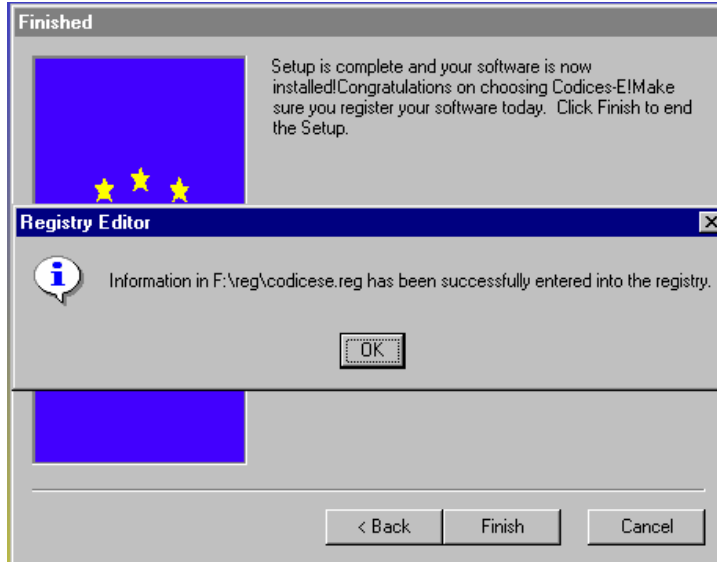 Finished
Setup is complete and your software is now
installed!Congratulations on choosing Codices-E!Make
sure you register your software today.  Click Finish to end
the Setup.
Registry Editor
Information in F:\reg\codicese.reg has been successfully entered into the registry.
OK
< Back
Finish
Cancel